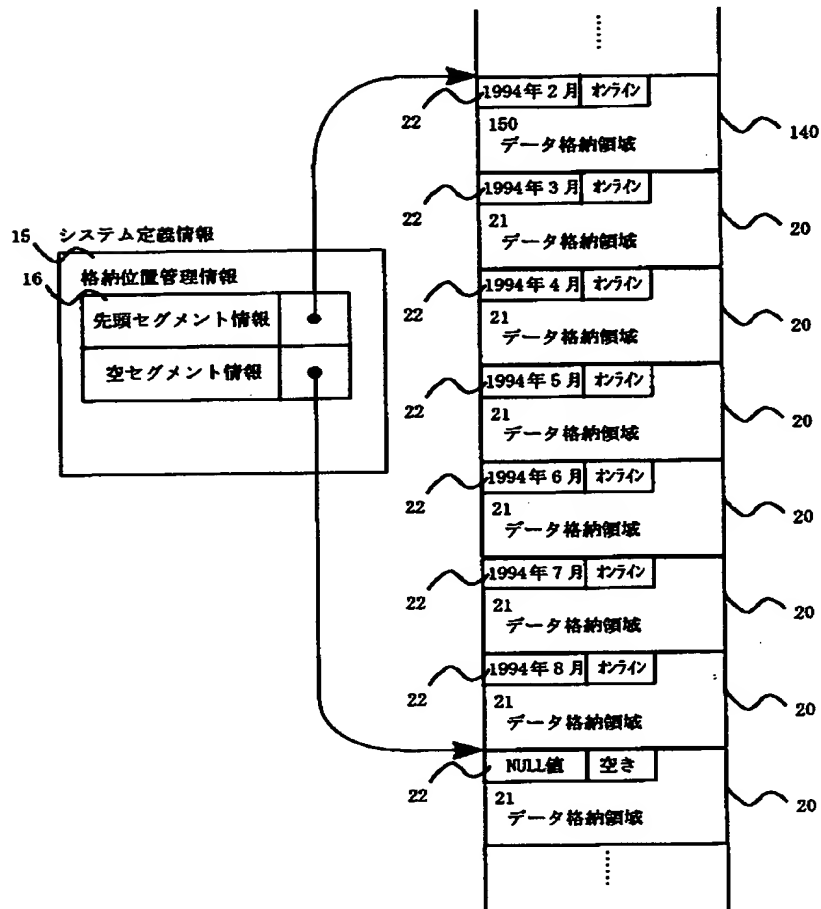 1994年2月 オンライン
22
150
データ格納領域
140
1994年3月 オンライン
22
21
データ格納領域
20
15 システム定義情報
格納位置管理情報
16
先頭セグメント情報
空セグメント情報
1994年4月 オンライン
22
21
データ格納領域
20
1994年5月 オンライン
22
21
データ格納領域
20
1994年6月 オンライン
22
21
データ格納領域
20
1994年7月 オンライン
22
21
データ格納領域
20
1994年8月 オンライン
22
21
データ格納領域
20
NULL値 空き
22
21
データ格納領域
20